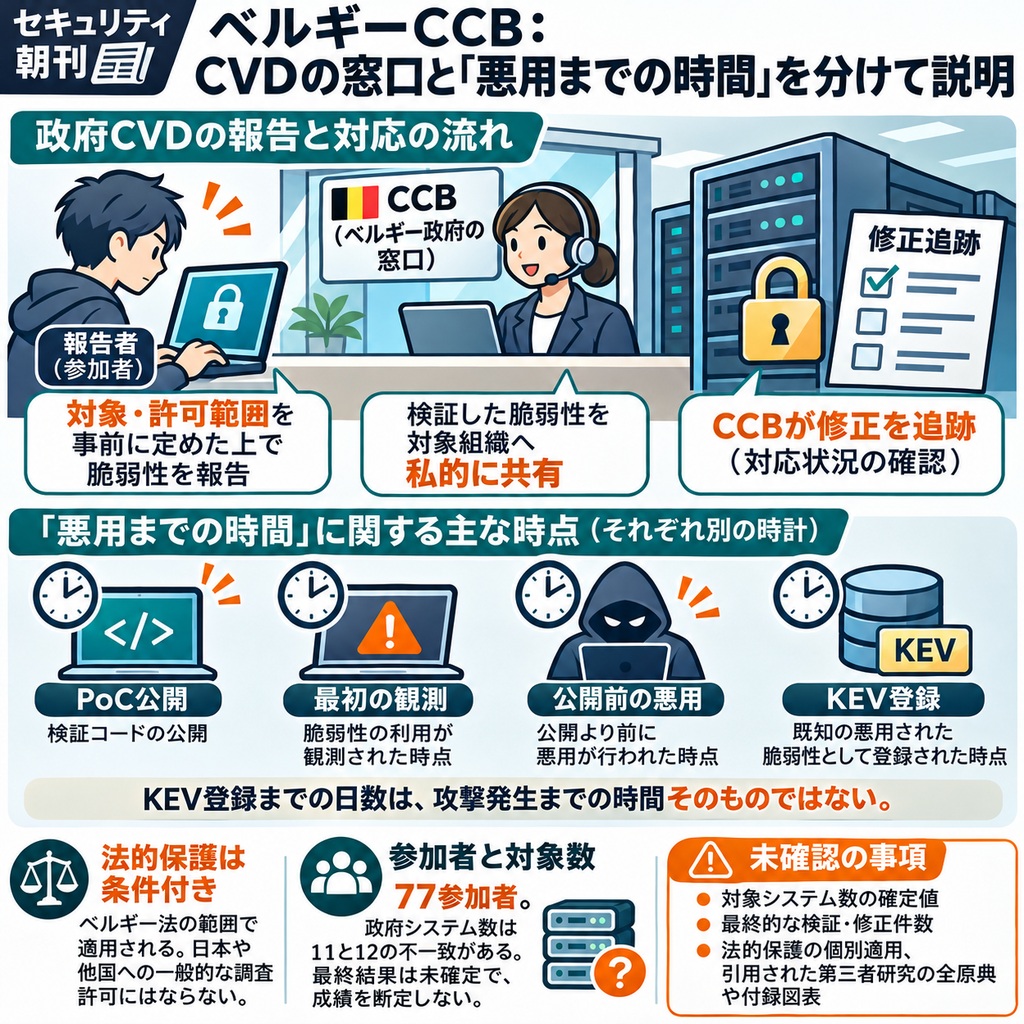 セキュリティ
朝刊
ベルギーCCB：
CVDの窓口と「悪用までの時間」を分けて説明
政府CVDの報告と対応の流れ
CCB
（ベルギー政府の
窓口）
修正追跡
報告者
（参加者）
対象・許可範囲を
事前に定めた上で
脆弱性を報告
検証した脆弱性を
対象組織へ
私的に共有
CCBが修正を追跡
（対応状況の確認）
「悪用までの時間」に関する主な時点（それぞれ別の時計）
</>
PoC公開
検証コードの公開
最初の観測
脆弱性の利用が
観測された時点
公開前の悪用
公開より前に
悪用が行われた時点
KEV
KEV登録
既知の悪用された
脆弱性として登録された時点
KEV登録までの日数は、攻撃発生までの時間そのものではない。
法的保護は
条件付き
ベルギー法の範囲で
適用される。日本や
他国への一般的な調査
許可にはならない。
参加者と対象数
77参加者。
政府システム数は
11と12の不一致がある。
最終結果は未確定で、
成績を断定しない。
?
未確認の事項
● 対象システム数の確定値
● 最終的な検証・修正件数
● 法的保護の個別適用、
引用された第三者研究の全原典
や付録図表